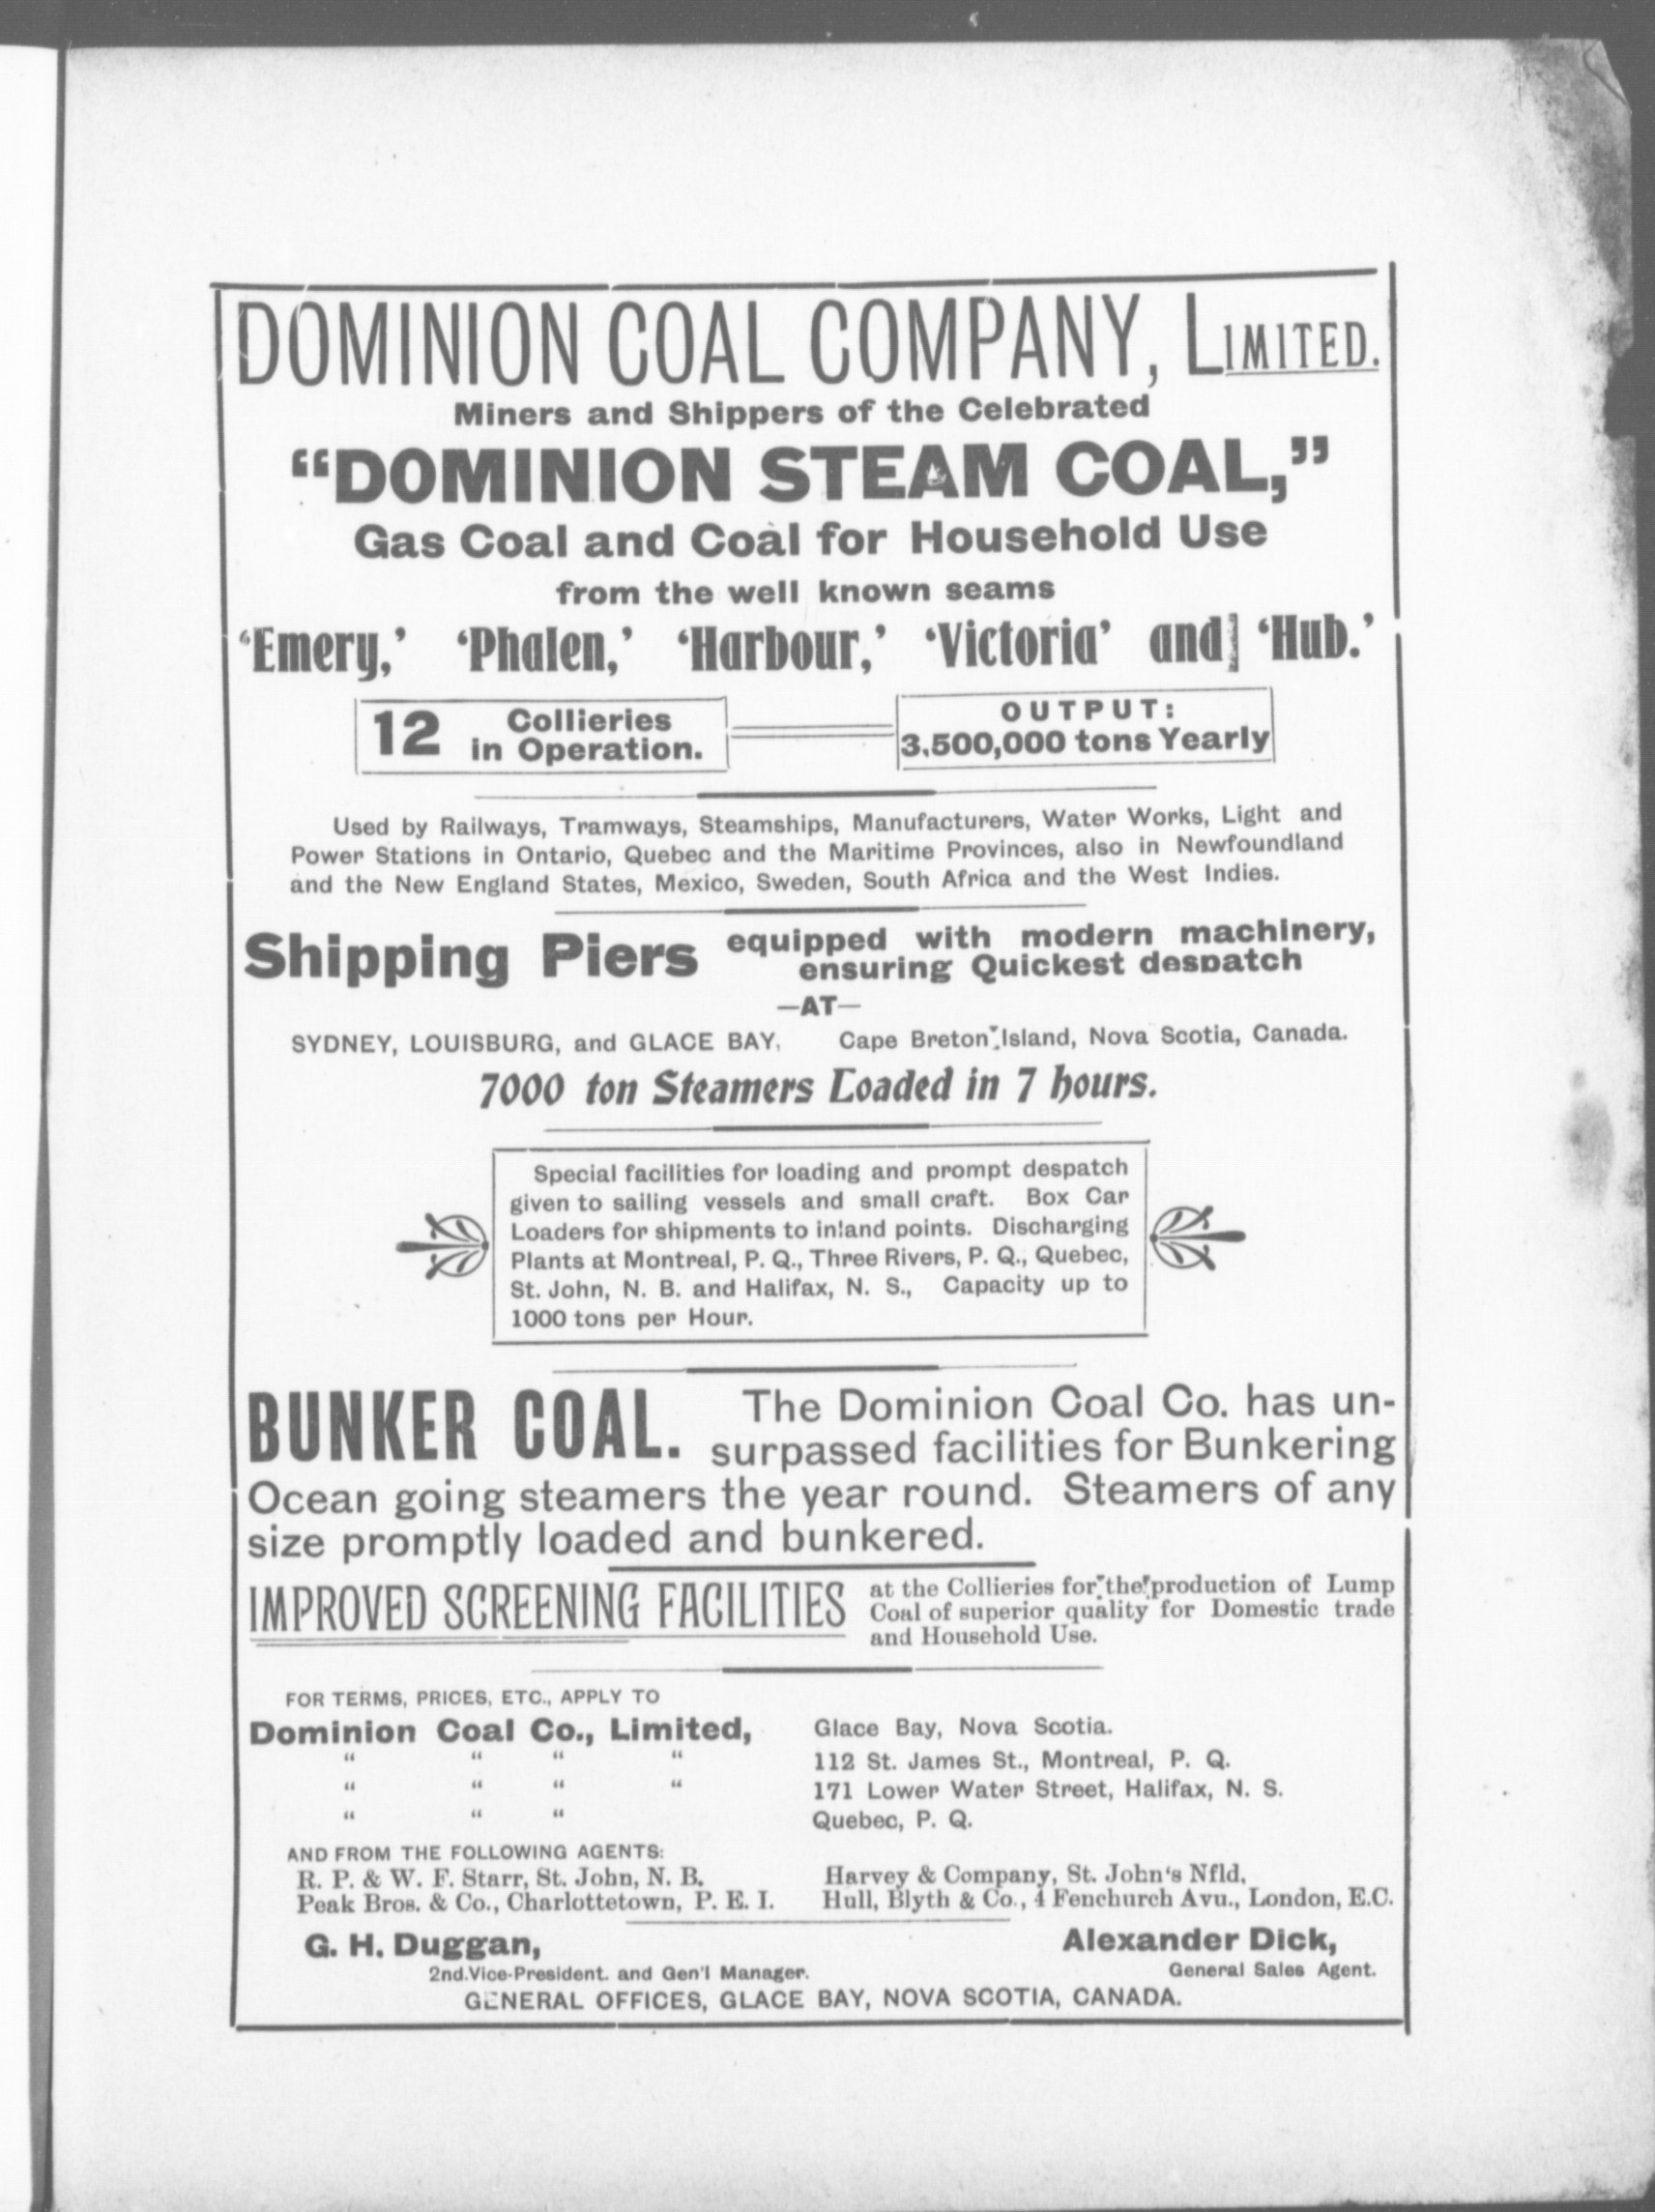 DOMINION COAL COMPANY, LIMITED.
Miners and Shippers of the Celebrated
“DOMINION STEAM COAL,”
Gas Coal and Coal for Household Use
from the well known seams
‘Emery,’ ‘Phalen,’ ‘Harbour,’ ‘Victoria’ and ‘Hub.’
12 Collieries
in Operation.
OUTPUT:
3,500,000 tons Yearly
Used by Railways, Tramways, Steamships, Manufacturers, Water Works, Light and
Power Stations in Ontario, Quebec and the Maritime Provinces, also in Newfoundland
and the New England States, Mexico, Sweden, South Africa and the West Indies.
Shipping Piers equipped with modern machinery,
ensuring Quickest despatch
—AT—
SYDNEY, LOUISBURG, and GLACE BAY, Cape Breton Island, Nova Scotia, Canada.
7000 ton Steamers Loaded in 7 hours.
Special facilities for loading and prompt despatch
given to sailing vessels and small craft. Box Car
Loaders for shipments to inland points. Discharging
Plants at Montreal, P. Q., Three Rivers, P. Q., Quebec,
St. John, N. B. and Halifax, N. S., Capacity up to
1000 tons per Hour.
BUNKER COAL. The Dominion Coal Co. has un-
surpassed facilities for Bunkering
Ocean going steamers the year round. Steamers of any
size promptly loaded and bunkered.
IMPROVED SCREENING FACILITIES at the Collieries for the production of Lump
Coal of superior quality for Domestic trade
and Household Use.
FOR TERMS, PRICES, ETC., APPLY TO
Dominion Coal Co., Limited, Glace Bay, Nova Scotia.
“ “ “ “ 112 St. James St., Montreal, P. Q.
“ “ “ “ 171 Lower Water Street, Halifax, N. S.
“ “ “ Quebec, P. Q.
AND FROM THE FOLLOWING AGENTS:
R. P. & W. F. Starr, St. John, N. B. Harvey & Company, St. John‘s Nfld,
Peak Bros. & Co., Charlottetown, P. E. I. Hull, Blyth & Co., 4 Fenchurch Avu., London, E.C.
G. H. Duggan, Alexander Dick,
2nd.Vice-President. and Gen'l Manager. General Sales Agent.
GENERAL OFFICES, GLACE BAY, NOVA SCOTIA, CANADA.